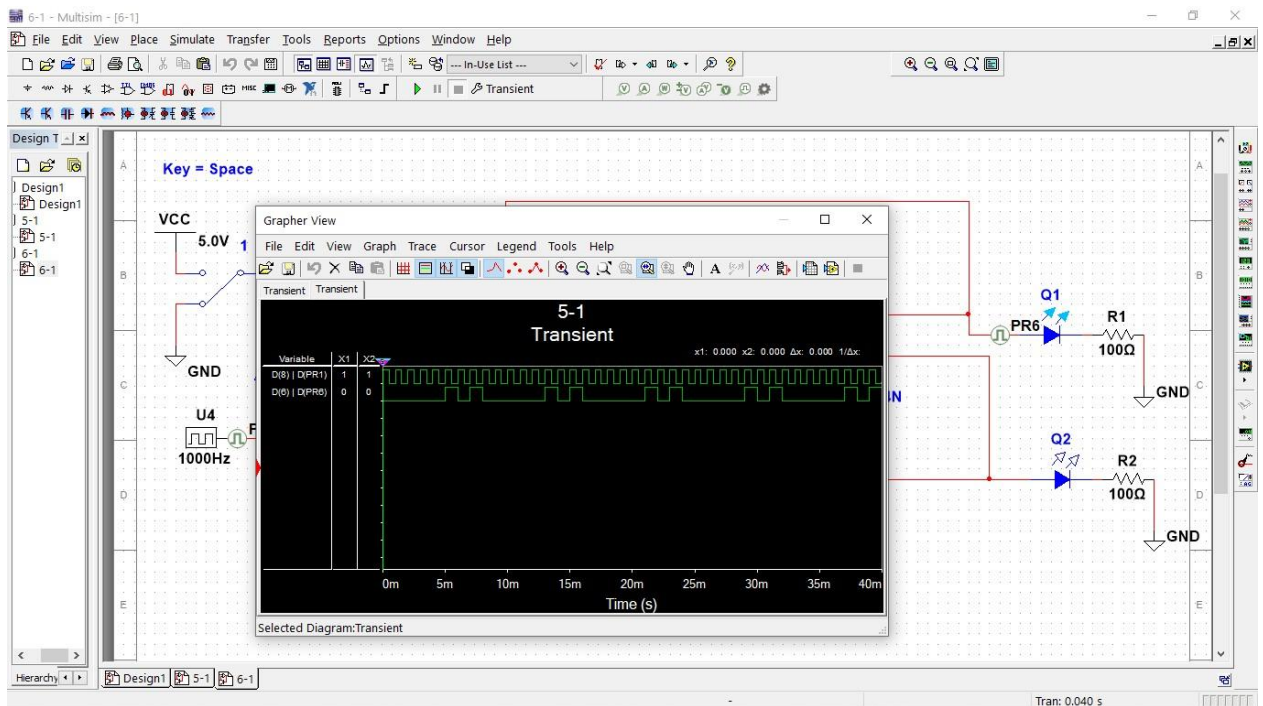 6-1 - Multisim - [6-1]
File Edit View Place Simulate Transfer Tools Reports Options Window Help
--- In-Use List ---
Transient
Design T
Design1
Design1
5-1
5-1
6-1
6-1
Key = Space
VCC
5.0V
1
GND
U4
1000Hz
Grapher View
File Edit View Graph Trace Cursor Legend Tools Help
Transient Transient
5-1
Transient
x1: 0.000 x2: 0.000 Δx: 0.000 1/Δx:
Variable X1 X2
D(8) | D(PR1) 1 1
D(6) | D(PR6) 0 0
0m 5m 10m 15m 20m 25m 30m 35m 40m
Time (s)
Selected Diagram:Transient
Q1
PR6
R1
100Ω
GND
Q2
R2
100Ω
GND
A
B
C
D
E
A
B
C
D
E
Hierarchy
Design1 5-1 6-1
-
Tran: 0.040 s